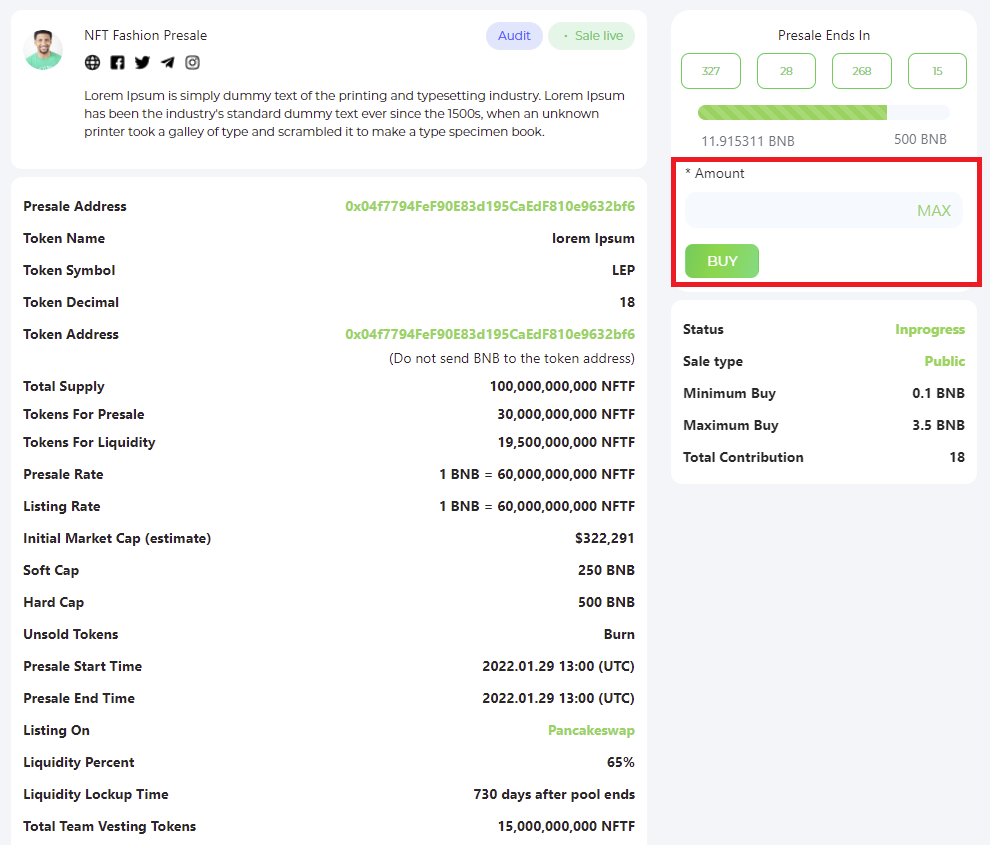 NFT Fashion Presale
Audit
· Sale live
Lorem Ipsum is simply dummy text of the printing and typesetting industry. Lorem Ipsum
has been the industry's standard dummy text ever since the 1500s, when an unknown
printer took a galley of type and scrambled it to make a type specimen book.
Presale Address 0x04f7794FeF90E83d195CaEdF810e9632bf6
Token Name lorem Ipsum
Token Symbol LEP
Token Decimal 18
Token Address 0x04f7794FeF90E83d195CaEdF810e9632bf6
(Do not send BNB to the token address)
Total Supply 100,000,000,000 NFTF
Tokens For Presale 30,000,000,000 NFTF
Tokens For Liquidity 19,500,000,000 NFTF
Presale Rate 1 BNB = 60,000,000,000 NFTF
Listing Rate 1 BNB = 60,000,000,000 NFTF
Initial Market Cap (estimate) $322,291
Soft Cap 250 BNB
Hard Cap 500 BNB
Unsold Tokens Burn
Presale Start Time 2022.01.29 13:00 (UTC)
Presale End Time 2022.01.29 13:00 (UTC)
Listing On Pancakeswap
Liquidity Percent 65%
Liquidity Lockup Time 730 days after pool ends
Total Team Vesting Tokens 15,000,000,000 NFTF
Presale Ends In
327 28 268 15
11.915311 BNB 500 BNB
* Amount
MAX
BUY
Status Inprogress
Sale type Public
Minimum Buy 0.1 BNB
Maximum Buy 3.5 BNB
Total Contribution 18